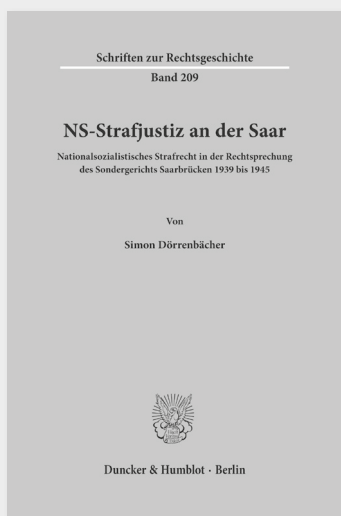 Schriften zur Rechtsgeschichte
Band 209
NS-Strafjustiz an der Saar
Nationalsozialistisches Strafrecht in der Rechtsprechung
des Sondergerichts Saarbrücken 1939 bis 1945
Von
Simon Dörrenbächer
Duncker & Humblot · Berlin